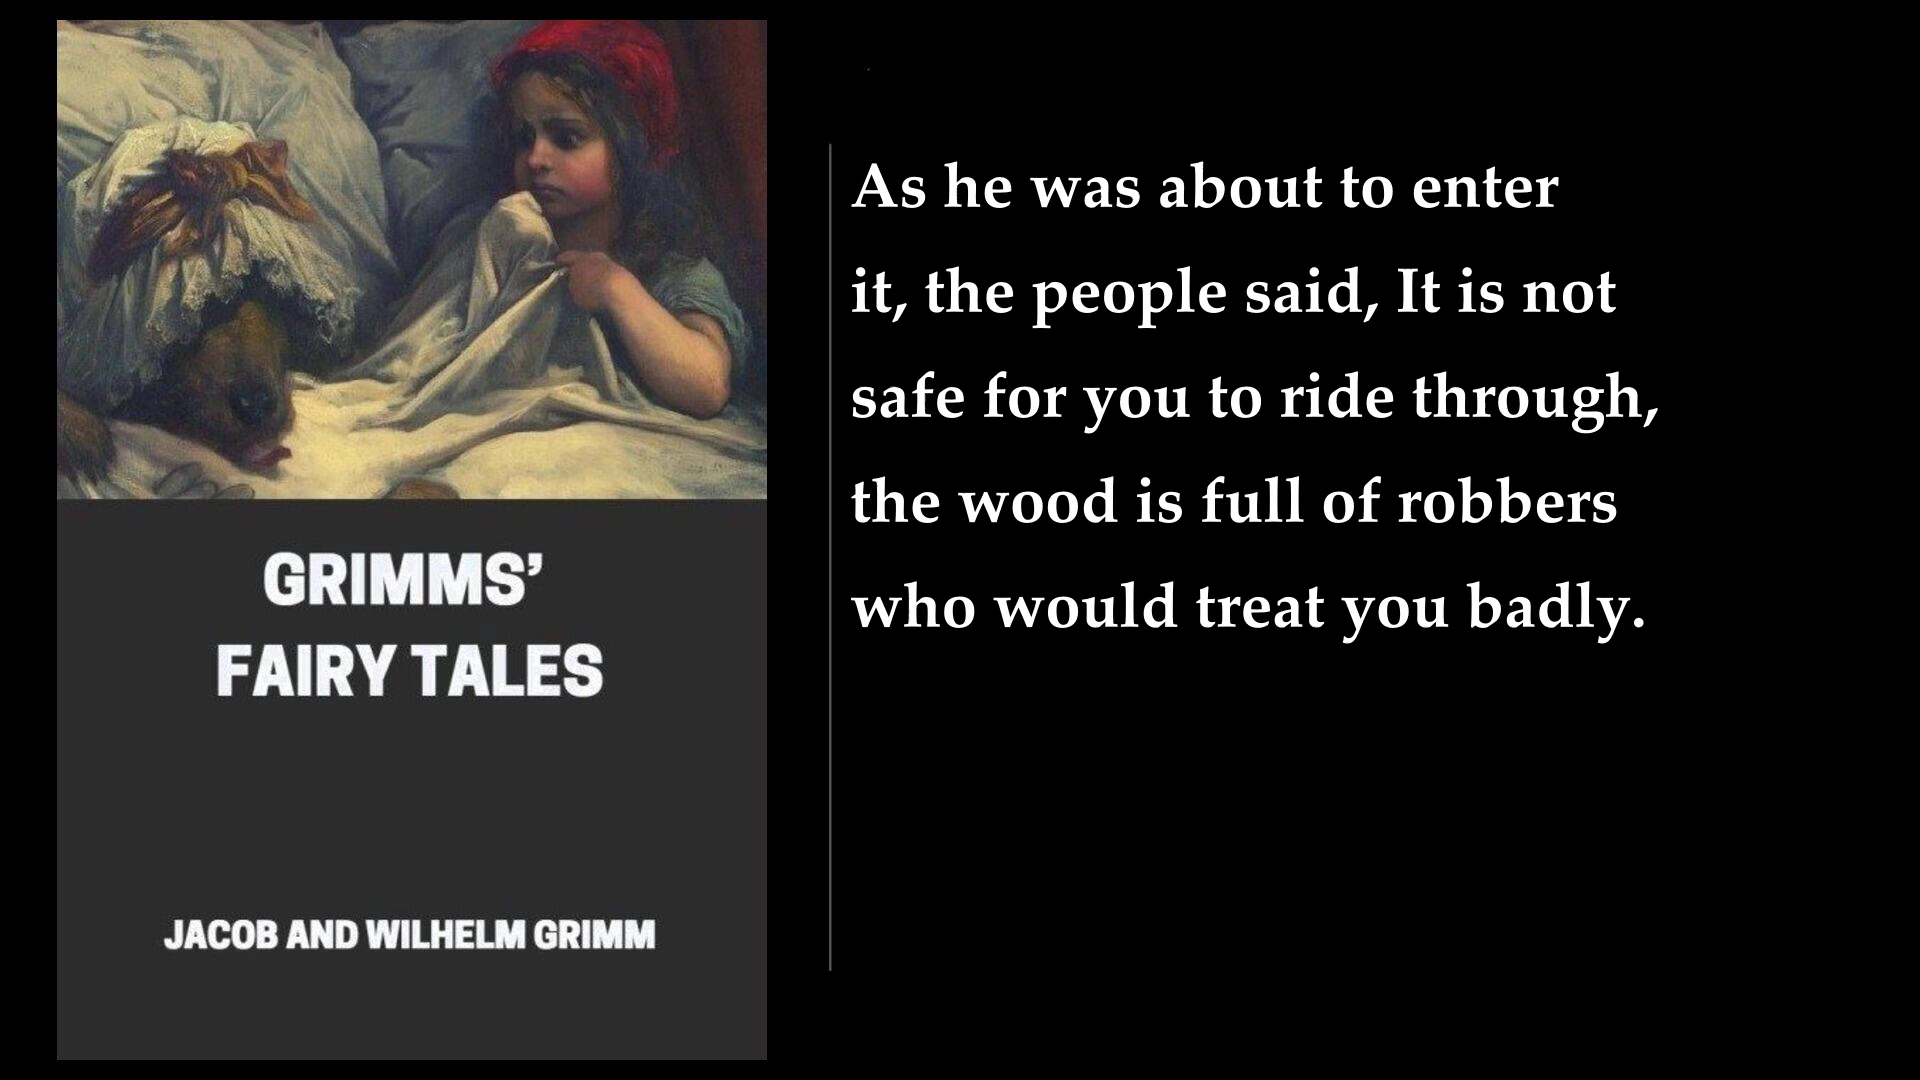 GRIMMS’
FAIRY TALES
JACOB AND WILHELM GRIMM
As he was about to enter
it, the people said, It is not
safe for you to ride through,
the wood is full of robbers
who would treat you badly.